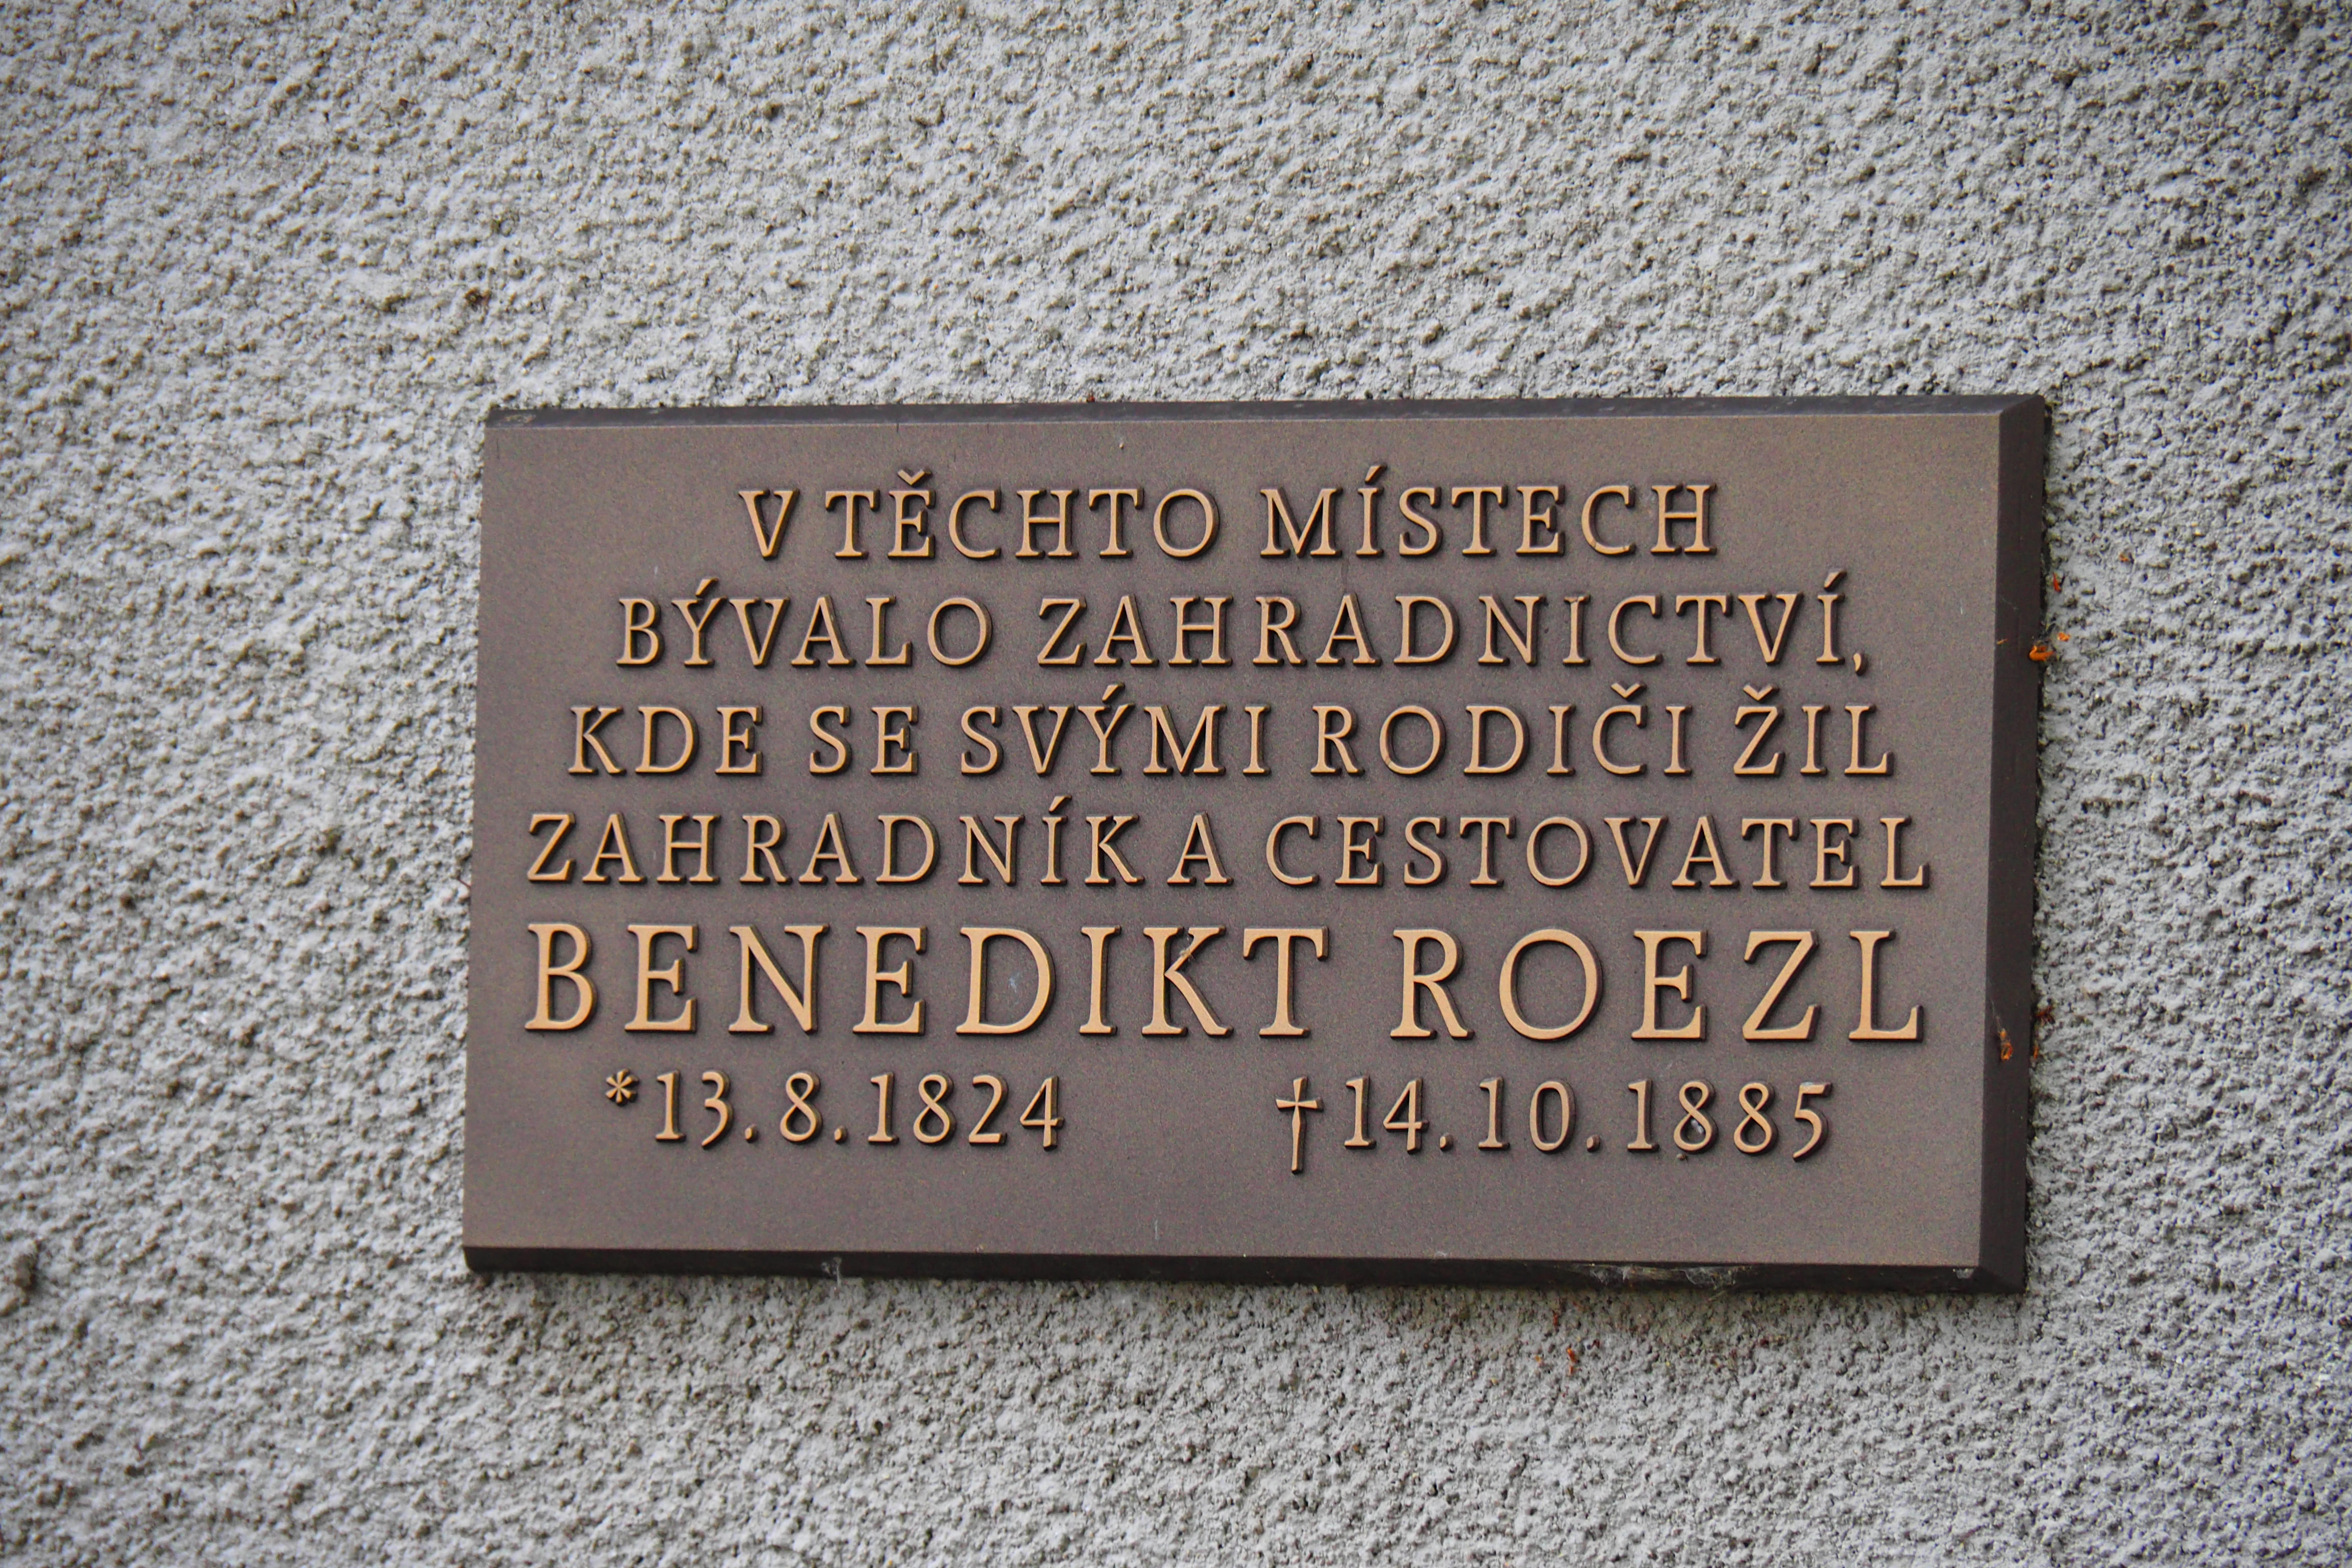 V TĚCHTO MÍSTECH
BÝVALO ZAHRADNICTVÍ,
KDE SE SVÝMI RODIČI ŽIL
ZAHRADNÍK A CESTOVATEL
BENEDIKT ROEZL
*13.8.1824 †14.10.1885